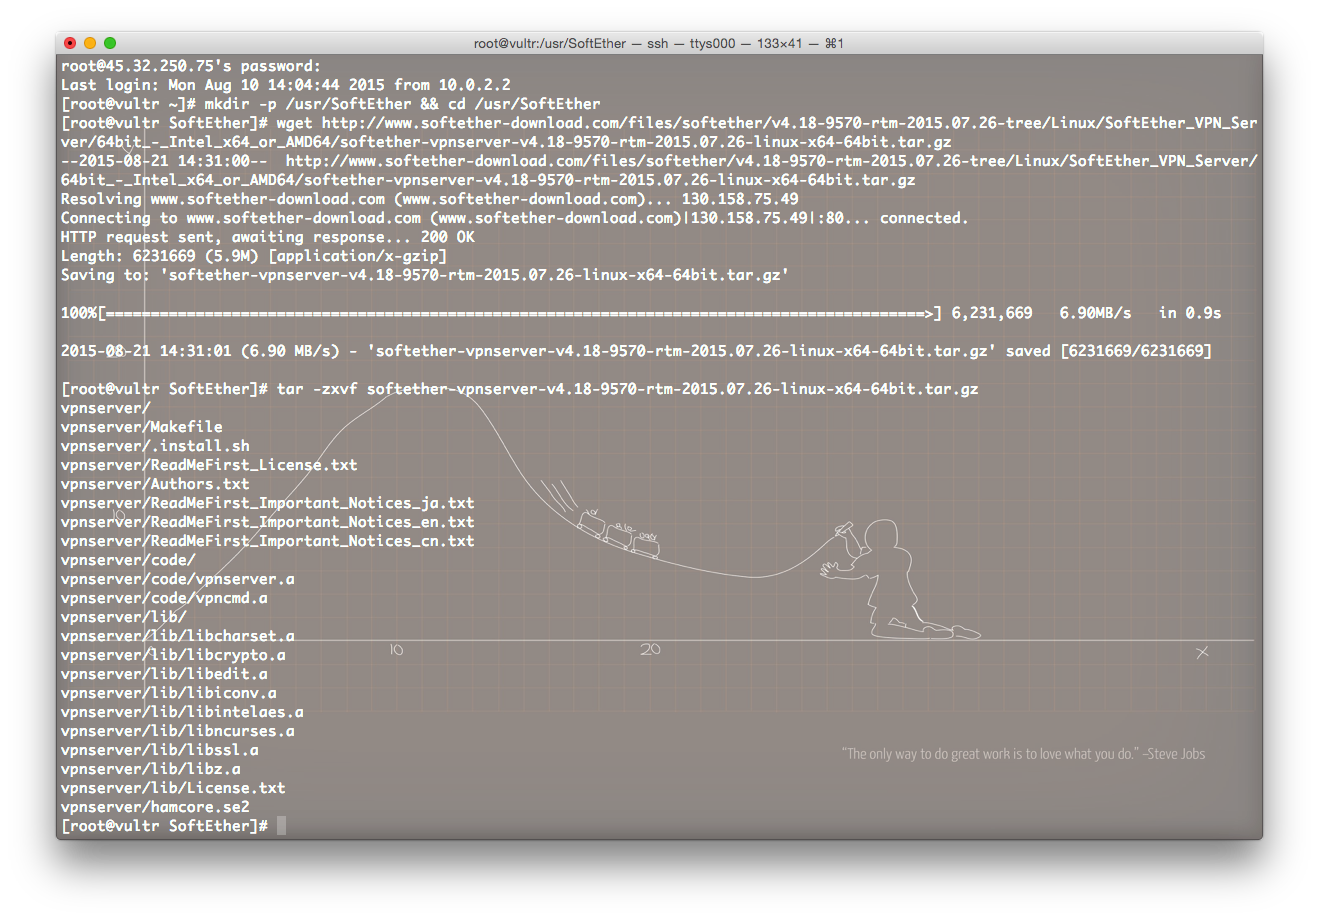 root@vultr:/usr/SoftEther — ssh — ttys000 — 133×41 — ⌘1
root@45.32.250.75's password:
Last login: Mon Aug 10 14:04:44 2015 from 10.0.2.2
[root@vultr ~]# mkdir -p /usr/SoftEther && cd /usr/SoftEther
[root@vultr SoftEther]# wget http://www.softether-download.com/files/softether/v4.18-9570-rtm-2015.07.26-tree/Linux/SoftEther_VPN_Ser
ver/64bit_-_Intel_x64_or_AMD64/softether-vpnserver-v4.18-9570-rtm-2015.07.26-linux-x64-64bit.tar.gz
--2015-08-21 14:31:00--  http://www.softether-download.com/files/softether/v4.18-9570-rtm-2015.07.26-tree/Linux/SoftEther_VPN_Server/
64bit_-_Intel_x64_or_AMD64/softether-vpnserver-v4.18-9570-rtm-2015.07.26-linux-x64-64bit.tar.gz
Resolving www.softether-download.com (www.softether-download.com)... 130.158.75.49
Connecting to www.softether-download.com (www.softether-download.com)|130.158.75.49|:80... connected.
HTTP request sent, awaiting response... 200 OK
Length: 6231669 (5.9M) [application/x-gzip]
Saving to: 'softether-vpnserver-v4.18-9570-rtm-2015.07.26-linux-x64-64bit.tar.gz'
100%[===========================================================================================>] 6,231,669   6.90MB/s   in 0.9s
2015-08-21 14:31:01 (6.90 MB/s) - 'softether-vpnserver-v4.18-9570-rtm-2015.07.26-linux-x64-64bit.tar.gz' saved [6231669/6231669]
[root@vultr SoftEther]# tar -zxvf softether-vpnserver-v4.18-9570-rtm-2015.07.26-linux-x64-64bit.tar.gz
vpnserver/
vpnserver/Makefile
vpnserver/.install.sh
vpnserver/ReadMeFirst_License.txt
vpnserver/Authors.txt
vpnserver/ReadMeFirst_Important_Notices_ja.txt
vpnserver/ReadMeFirst_Important_Notices_en.txt
vpnserver/ReadMeFirst_Important_Notices_cn.txt
vpnserver/code/
vpnserver/code/vpnserver.a
vpnserver/code/vpncmd.a
vpnserver/lib/
vpnserver/lib/libcharset.a
vpnserver/lib/libcrypto.a
vpnserver/lib/libedit.a
vpnserver/lib/libiconv.a
vpnserver/lib/libintelaes.a
vpnserver/lib/libncurses.a
vpnserver/lib/libssl.a
vpnserver/lib/libz.a
vpnserver/lib/License.txt
vpnserver/hamcore.se2
[root@vultr SoftEther]#
10
10
20
x
"The only way to do great work is to love what you do." –Steve Jobs